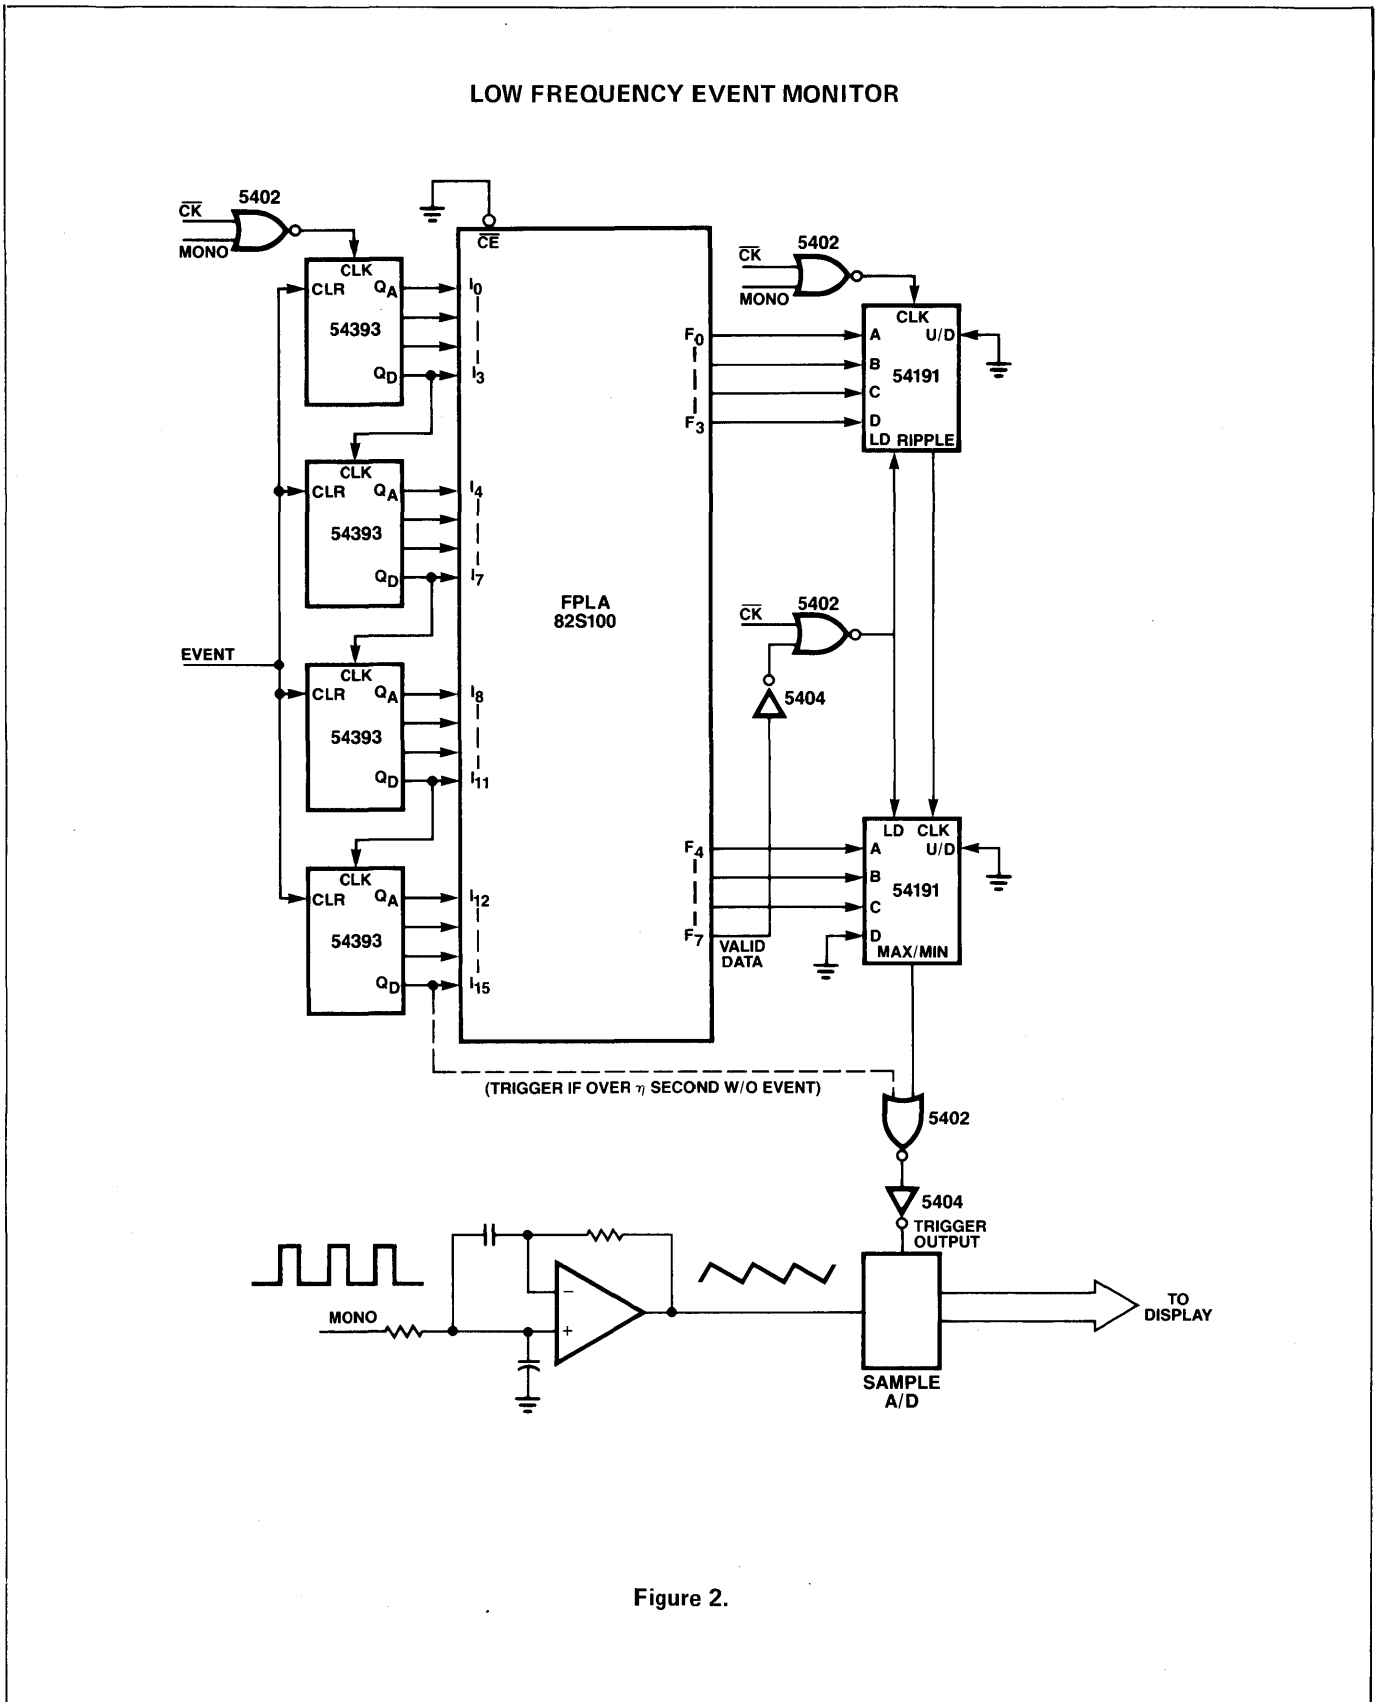 LOW FREQUENCY EVENT MONITOR
5402
CK
MONO
CLK
CLR
QA
54393
QD
CLK
CLR
QA
54393
QD
EVENT
CLK
CLR
QA
54393
QD
CLK
CLR
QA
54393
QD
CE
I0
I3
I4
I7
I8
I11
I12
I15
FPLA
82S100
F0
F3
F4
F7
VALID
DATA
5402
CK
MONO
CLK
A
U/D
B
54191
C
D
LD RIPPLE
5402
CK
5404
LD CLK
A
U/D
B
54191
C
D
MAX/MIN
(TRIGGER IF OVER η SECOND W/O EVENT)
5402
5404
TRIGGER
OUTPUT
MONO
−
+
TO
DISPLAY
SAMPLE
A/D
Figure 2.